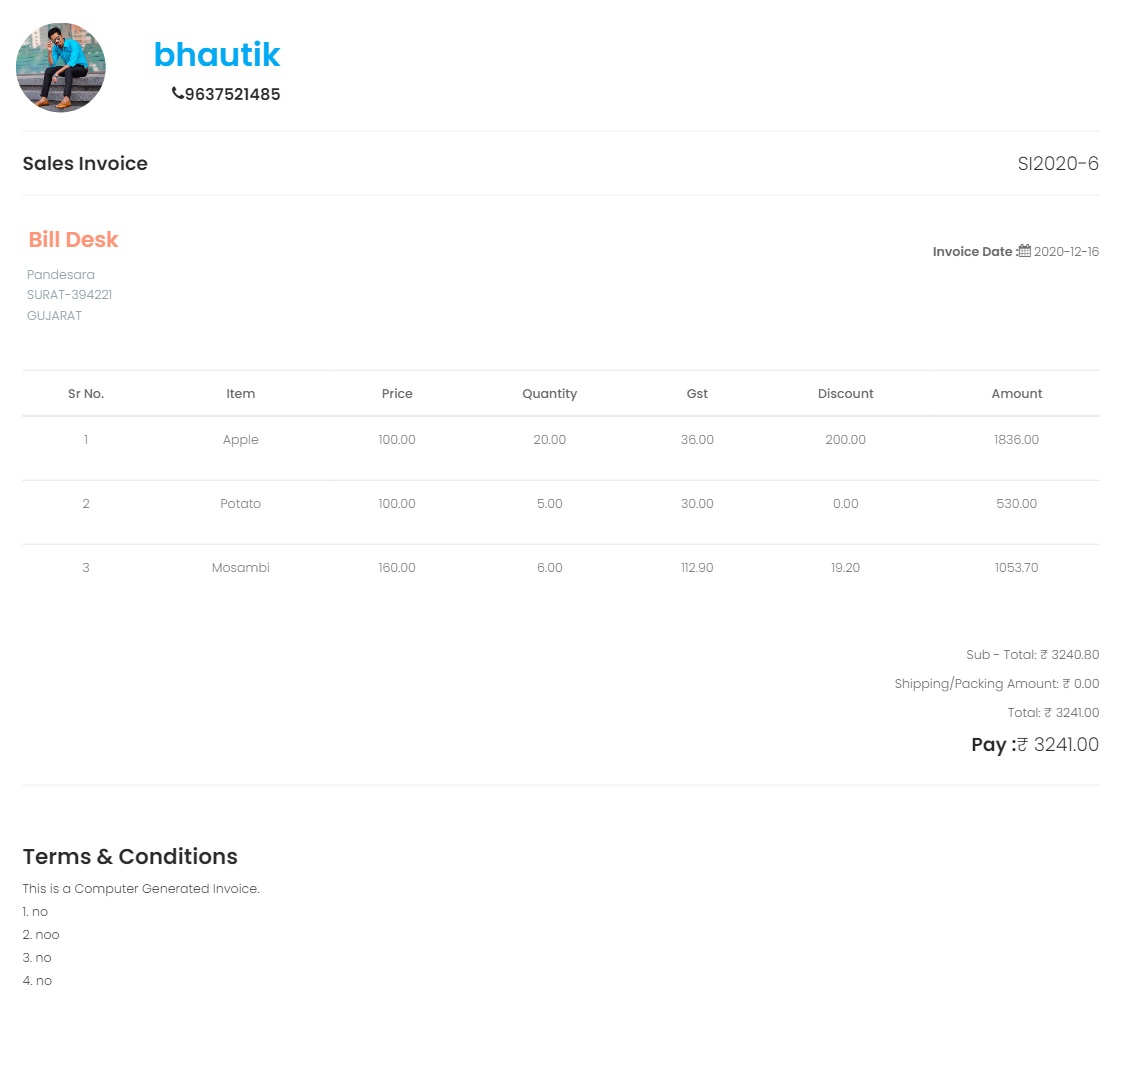 bhautik
9637521485
Sales Invoice SI2020-6
Bill Desk
Invoice Date : 2020-12-16
Pandesara
SURAT-394221
GUJARAT
Sr No. Item Price Quantity Gst Discount Amount
1 Apple 100.00 20.00 36.00 200.00 1836.00
2 Potato 100.00 5.00 30.00 0.00 530.00
3 Mosambi 160.00 6.00 112.90 19.20 1053.70
Sub - Total: ₹ 3240.80
Shipping/Packing Amount: ₹ 0.00
Total: ₹ 3241.00
Pay :₹ 3241.00
Terms & Conditions
This is a Computer Generated Invoice.
1. no
2. noo
3. no
4. no